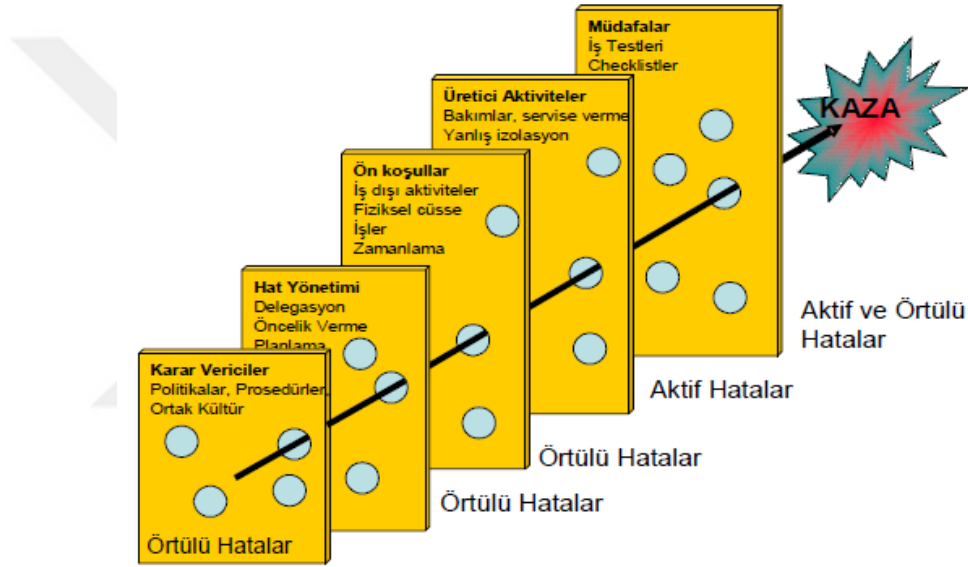 Müdafalar
İş Testleri
Checklistler
KAZA
Üretici Aktiviteler
Bakımlar, servise verme
Yanlış izolasyon
Ön koşullar
İş dışı aktiviteler
Fiziksel cüsse
İşler
Zamanlama
Hat Yönetimi
Delegasyon
Öncelik Verme
Planlama
Karar Vericiler
Politikalar, Prosedürler,
Ortak Kültür
Aktif ve Örtülü
Hatalar
Aktif Hatalar
Örtülü Hatalar
Örtülü Hatalar
Örtülü Hatalar